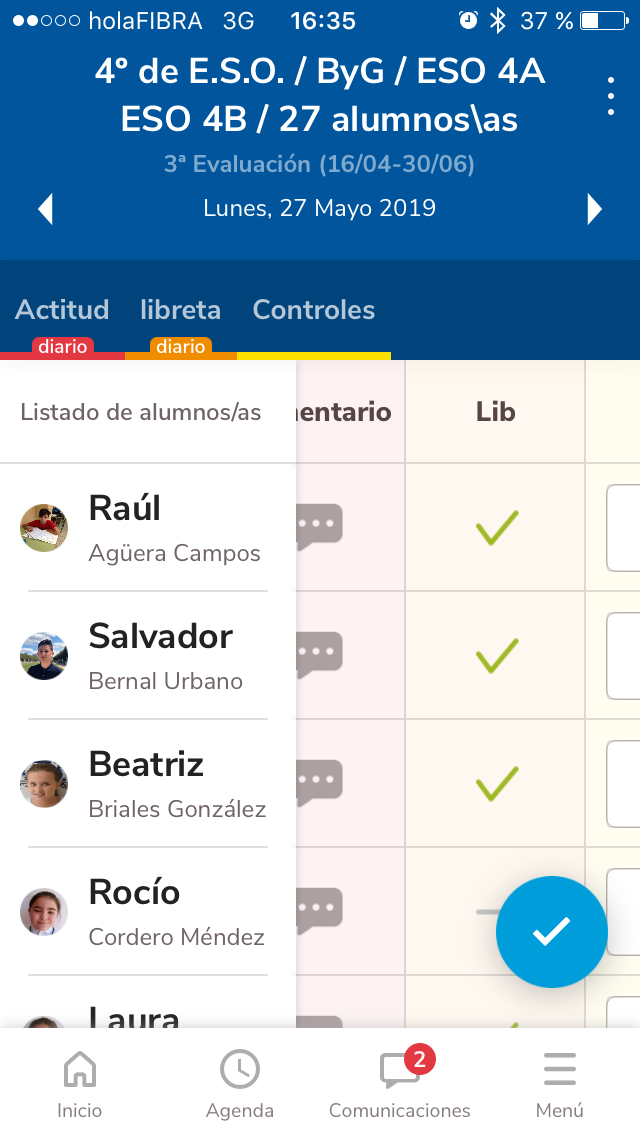 holaFIBRA 3G 16:35 37 %
4º de E.S.O. / ByG / ESO 4A
ESO 4B / 27 alumnos\as
3ª Evaluación (16/04-30/06)
Lunes, 27 Mayo 2019
Actitud libreta Controles
diario diario
Listado de alumnos/as entario Lib
Raúl
Agüera Campos
Salvador
Bernal Urbano
Beatriz
Briales González
Rocío
Cordero Méndez
Laura
2
Inicio Agenda Comunicaciones Menú